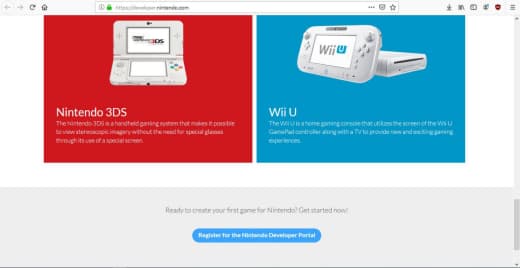 https://developer.nintendo.com
NINTENDO 3DS
Wii U
Nintendo 3DS
The Nintendo 3DS is a handheld gaming system that makes it possible
to view stereoscopic imagery without the need for special glasses
through its use of a special screen.
Wii U
The Wii U is a home gaming console that utilizes the screen of the Wii U
GamePad controller along with a TV to provide new and exciting gaming
experiences.
Ready to create your first game for Nintendo? Get started now!
Register for the Nintendo Developer Portal